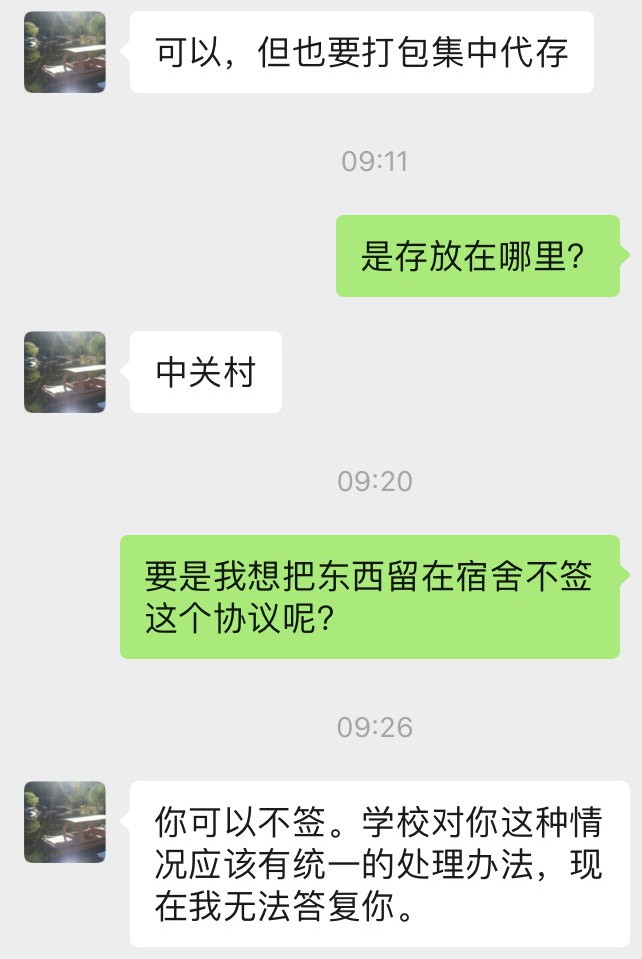 可以，但也要打包集中代存
09:11
是存放在哪里？
中关村
09:20
要是我想把东西留在宿舍不签
这个协议呢？
09:26
你可以不签。学校对你这种情
况应该有统一的处理办法，现
在我无法答复你。